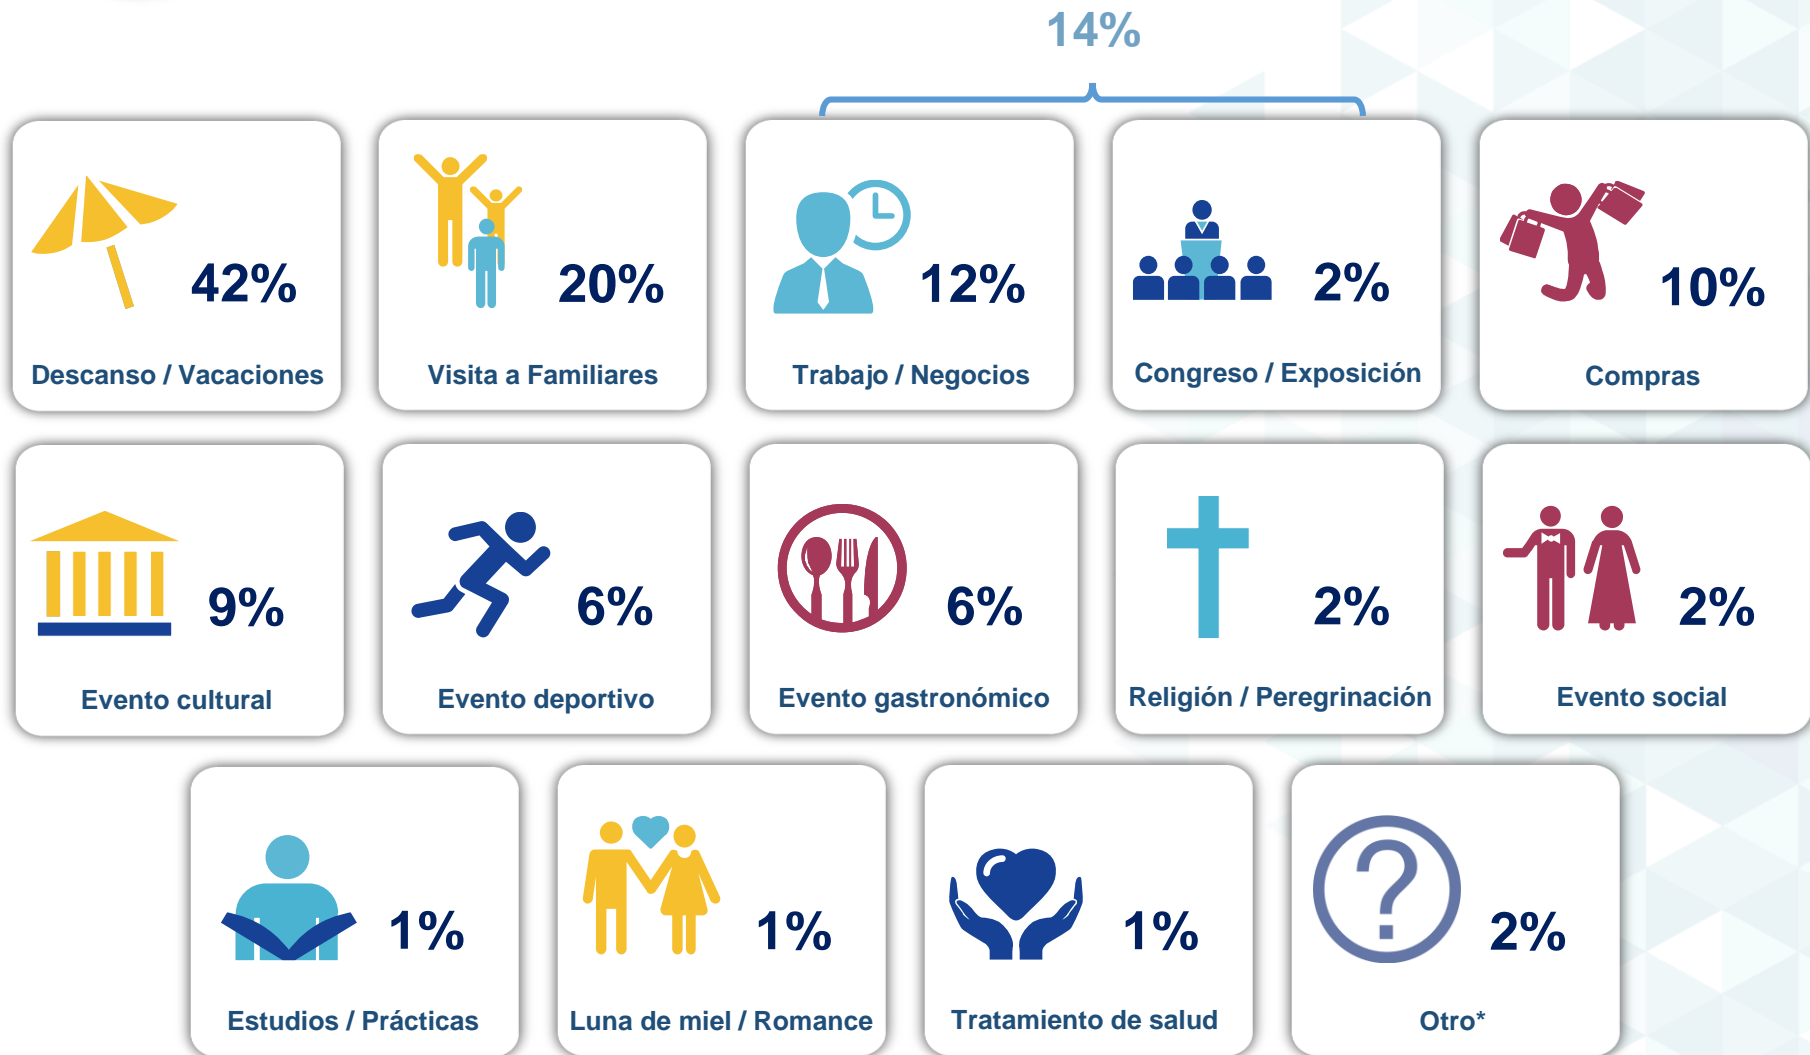 14%
42%
Descanso / Vacaciones
20%
Visita a Familiares
12%
Trabajo / Negocios
2%
Congreso / Exposición
10%
Compras
9%
Evento cultural
6%
Evento deportivo
6%
Evento gastronómico
2%
Religión / Peregrinación
2%
Evento social
1%
Estudios / Prácticas
1%
Luna de miel / Romance
1%
Tratamiento de salud
2%
Otro*